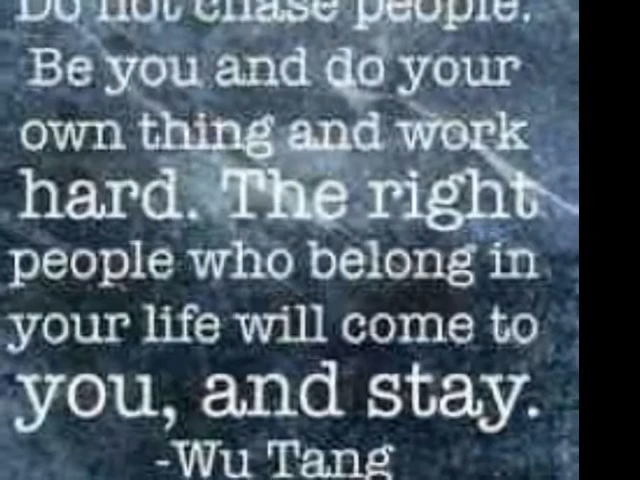 Do not chase people.
Be you and do your
own thing and work
hard. The right
people who belong in
your life will come to
you, and stay.
-Wu Tang